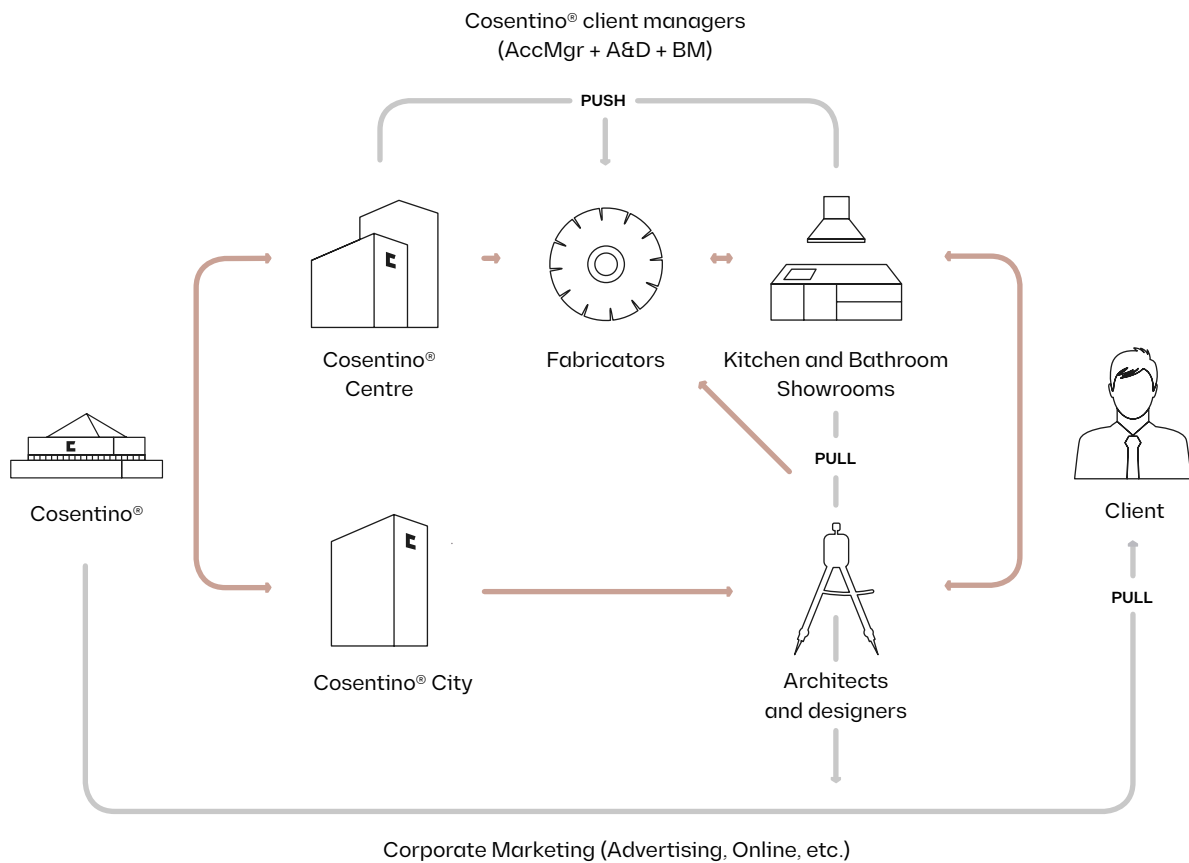 Cosentino® client managers
(AccMgr + A&D + BM)
PUSH
Cosentino®
Centre
Fabricators
Kitchen and Bathroom
Showrooms
PULL
Cosentino®
Client
PULL
Cosentino® City
Architects
and designers
Corporate Marketing (Advertising, Online, etc.)